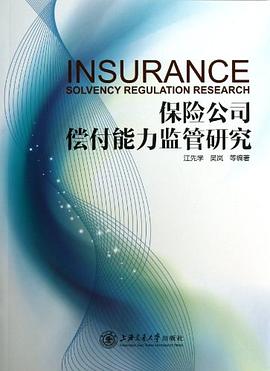 INSURANCE
SOLVENCY REGULATION RESEARCH
保险公司
偿付能力监管研究
江先学 吴岚 等编著
上海交通大学出版社